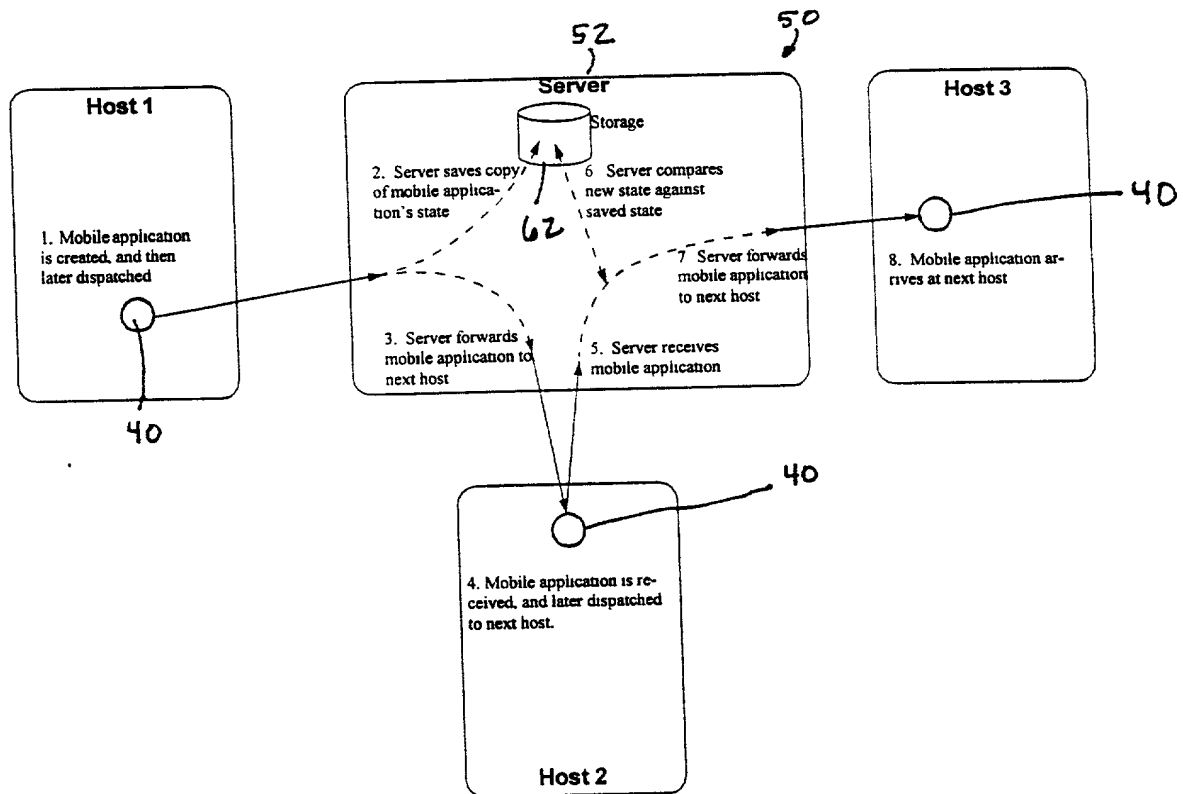 52
50
Server
Host 1
Host 3
Storage
2. Server saves copy
of mobile applica-
tion's state
6 Server compares
new state against
saved state
62
40
1. Mobile application
is created, and then
later dispatched
7 Server forwards
mobile application
to next host
8. Mobile application ar-
rives at next host
3. Server forwards
mobile application to
next host
5. Server receives
mobile application
40
40
4. Mobile application is re-
ceived, and later dispatched
to next host.
Host 2